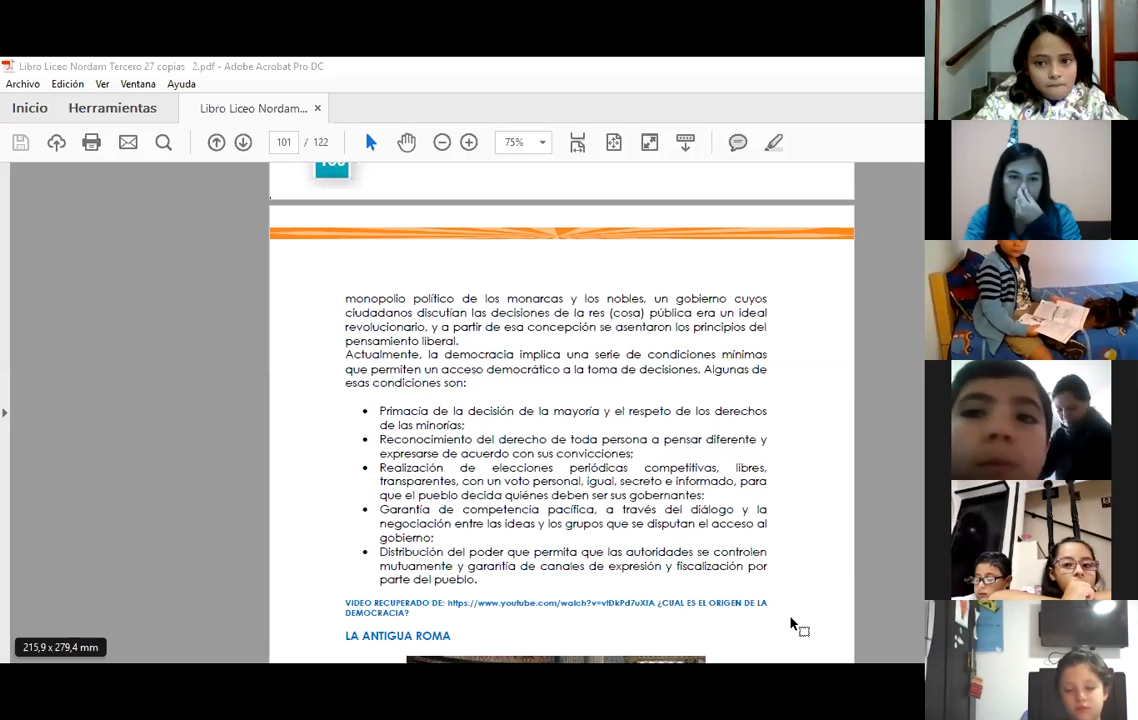 Libro Liceo Nordam Tercero 27 copias 2.pdf - Adobe Acrobat Pro DC
Archivo Edición Ver Ventana Ayuda
Inicio Herramientas Libro Liceo Nordam... ×
101 / 122 75%
monopolio político de los monarcas y los nobles, un gobierno cuyos
ciudadanos discutían las decisiones de la res (cosa) pública era un ideal
revolucionario, y a partir de esa concepción se asentaron los principios del
pensamiento liberal.
Actualmente, la democracia implica una serie de condiciones mínimas
que permiten un acceso democrático a la toma de decisiones. Algunas de
esas condiciones son:
• Primacía de la decisión de la mayoría y el respeto de los derechos
de las minorías;
• Reconocimiento del derecho de toda persona a pensar diferente y
expresarse de acuerdo con sus convicciones;
• Realización de elecciones periódicas competitivas, libres,
transparentes, con un voto personal, igual, secreto e informado, para
que el pueblo decida quiénes deben ser sus gobernantes;
• Garantía de competencia pacífica, a través del diálogo y la
negociación entre las ideas y los grupos que se disputan el acceso al
gobierno;
• Distribución del poder que permita que las autoridades se controlen
mutuamente y garantía de canales de expresión y fiscalización por
parte del pueblo.
VIDEO RECUPERADO DE: ¿CUAL ES EL ORIGEN DE LA
DEMOCRACIA?
LA ANTIGUA ROMA
215,9 x 279,4 mm